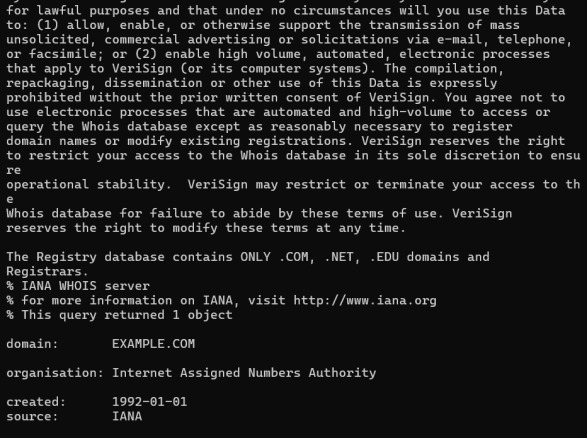 for lawful purposes and that under no circumstances will you use this Data
to: (1) allow, enable, or otherwise support the transmission of mass
unsolicited, commercial advertising or solicitations via e-mail, telephone,
or facsimile; or (2) enable high volume, automated, electronic processes
that apply to VeriSign (or its computer systems). The compilation,
repackaging, dissemination or other use of this Data is expressly
prohibited without the prior written consent of VeriSign. You agree not to
use electronic processes that are automated and high-volume to access or
query the Whois database except as reasonably necessary to register
domain names or modify existing registrations. VeriSign reserves the right
to restrict your access to the Whois database in its sole discretion to ensu
re
operational stability.  VeriSign may restrict or terminate your access to th
e
Whois database for failure to abide by these terms of use. VeriSign
reserves the right to modify these terms at any time.

The Registry database contains ONLY .COM, .NET, .EDU domains and
Registrars.
% IANA WHOIS server
% for more information on IANA, visit http://www.iana.org
% This query returned 1 object

domain:       EXAMPLE.COM

organisation: Internet Assigned Numbers Authority

created:      1992-01-01
source:       IANA